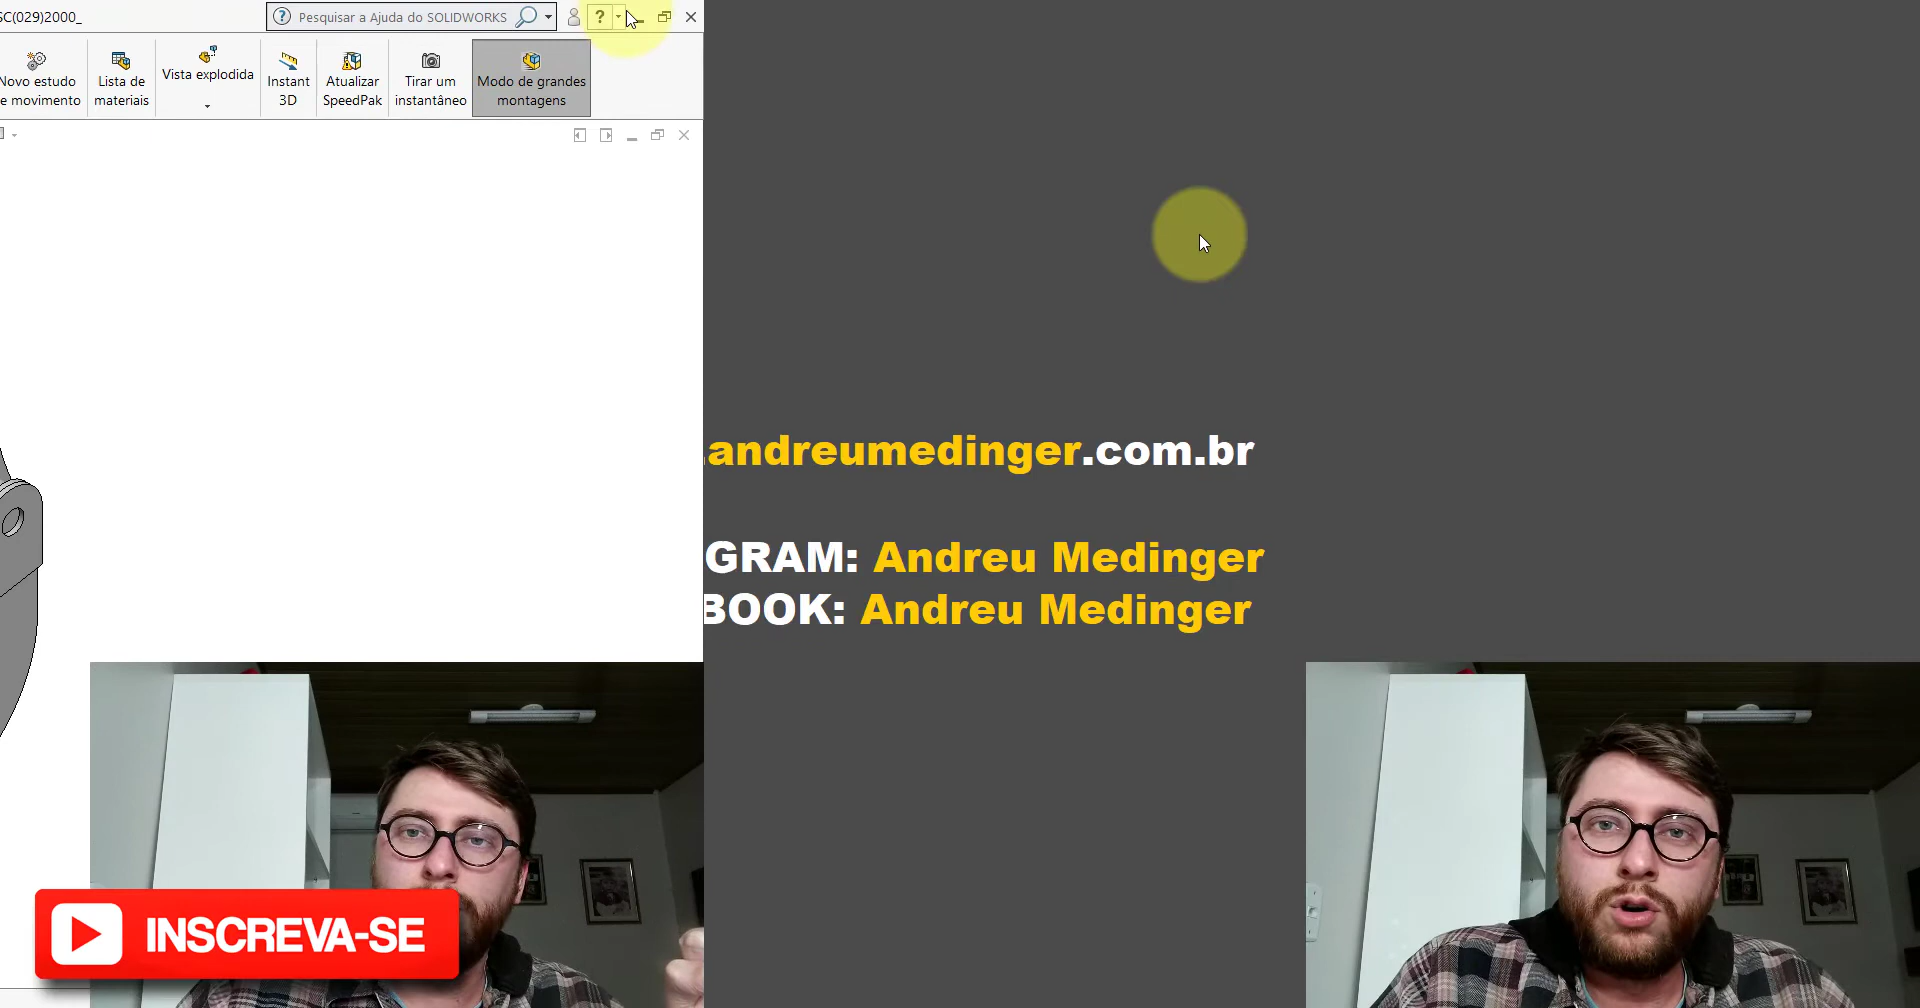 SC(029)2000_
Pesquisar a Ajuda do SOLIDWORKS
?
Novo estudo
e movimento
Lista de
materiais
Vista explodida
Instant
3D
Atualizar
SpeedPak
Tirar um
instantâneo
Modo de grandes
montagens
.andreumedinger.com.br
GRAM: Andreu Medinger
BOOK: Andreu Medinger
INSCREVA-SE